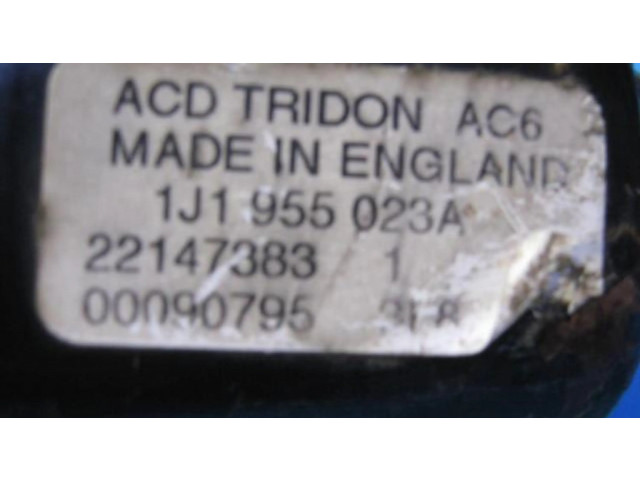 ACD TRIDON AC6
MADE IN ENGLAND
1J1 955 023A
22147383 1
00090795